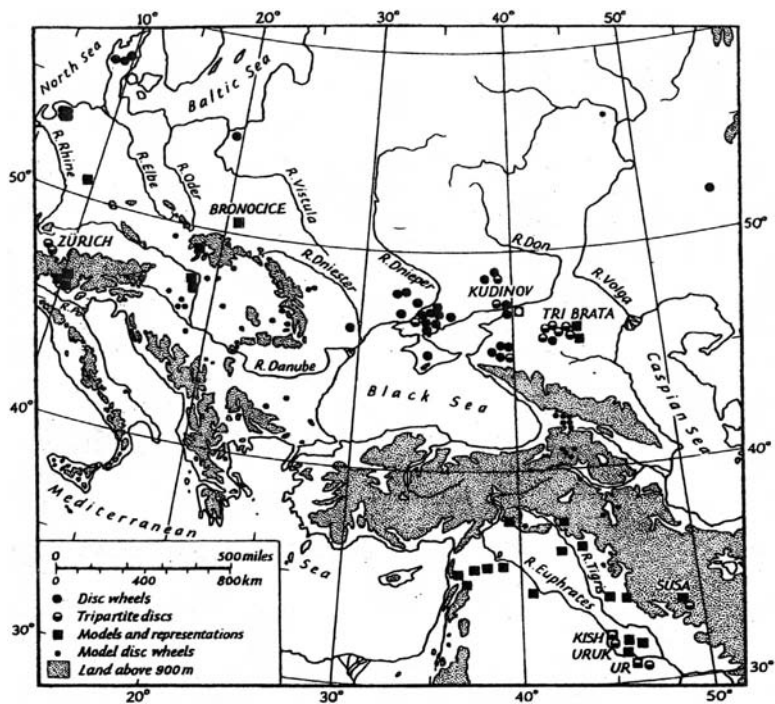 10°
20°
30°
40°
50°
North Sea
Baltic Sea
R. Rhine
R. Elbe
R. Oder
R. Vistula
50°
50°
BRONOCICE
ZÜRICH
R. Dniester
R. Dnieper
R. Don
KUDINOV
R. Volga
TRI BRATA
R. Danube
Black Sea
Caspian Sea
40°
40°
Mediterranean
Sea
R. Euphrates
R. Tigris
SUSA
KISH
URUK
UR
0 500 miles
0 400 800 km
Disc wheels
Tripartite discs
Models and representations
Model disc wheels
Land above 900 m
30°
30°
20°
30°
40°
50°